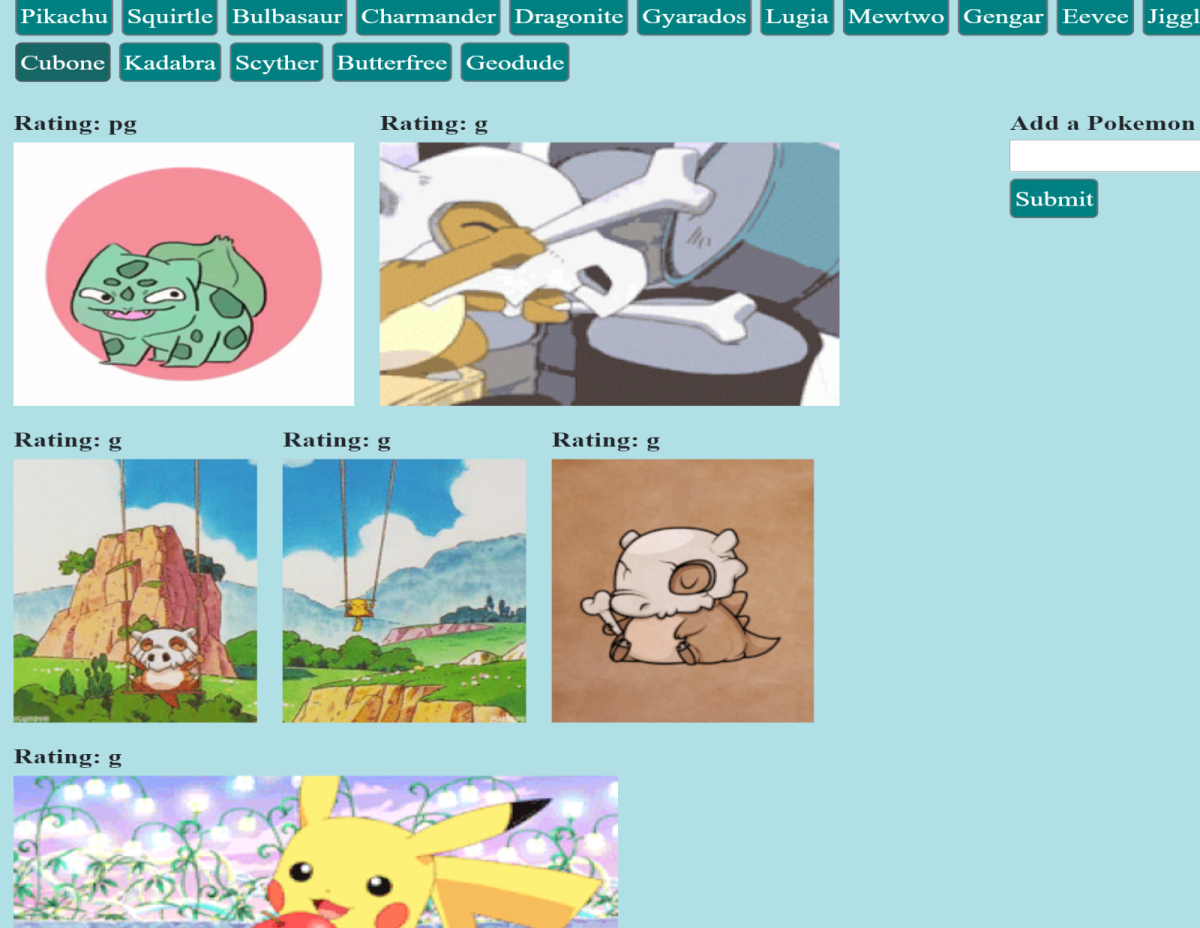 Pikachu Squirtle Bulbasaur Charmander Dragonite Gyarados Lugia Mewtwo Gengar Eevee Jiggl
Cubone Kadabra Scyther Butterfree Geodude
Rating: pg
Rating: g
Add a Pokemon
Submit
Rating: g
Rating: g
Rating: g
Rating: g